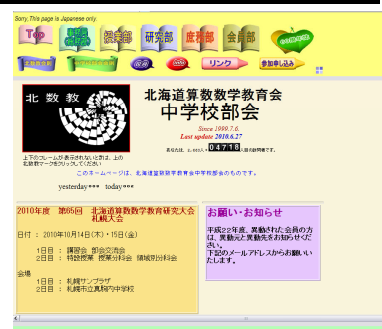 Sorry, This page is Japanese only.
Top
授業部
研究部
庶務部
会員部
リンク
参加申し込み
北数教
上下のフレームが表示されないときは、上の
北数教マークをクリックしてください
北海道算数数学教育会
中学校部会
Since 1999.7.6.
Last update 2010.6.27
04718
このホームページは、北海道算数数学教育会中学校部会のものです。
yesterday*** today***
2010年度 第65回 北海道算数数学教育研究大会
札幌大会
日付 : 2010年10月14日(木)・15日(金)
1日目 : 講習会 部会交流会
2日目 : 特設授業 授業分科会 領域別分科会
会場
1日目 : 札幌サンプラザ
2日目 : 札幌市立真駒内中学校
お願い・お知らせ
平成22年度、異動された会員の方
は、異動元と異動先をお知らせくだ
さい。
下記のメールアドレスからお願いい
たします。